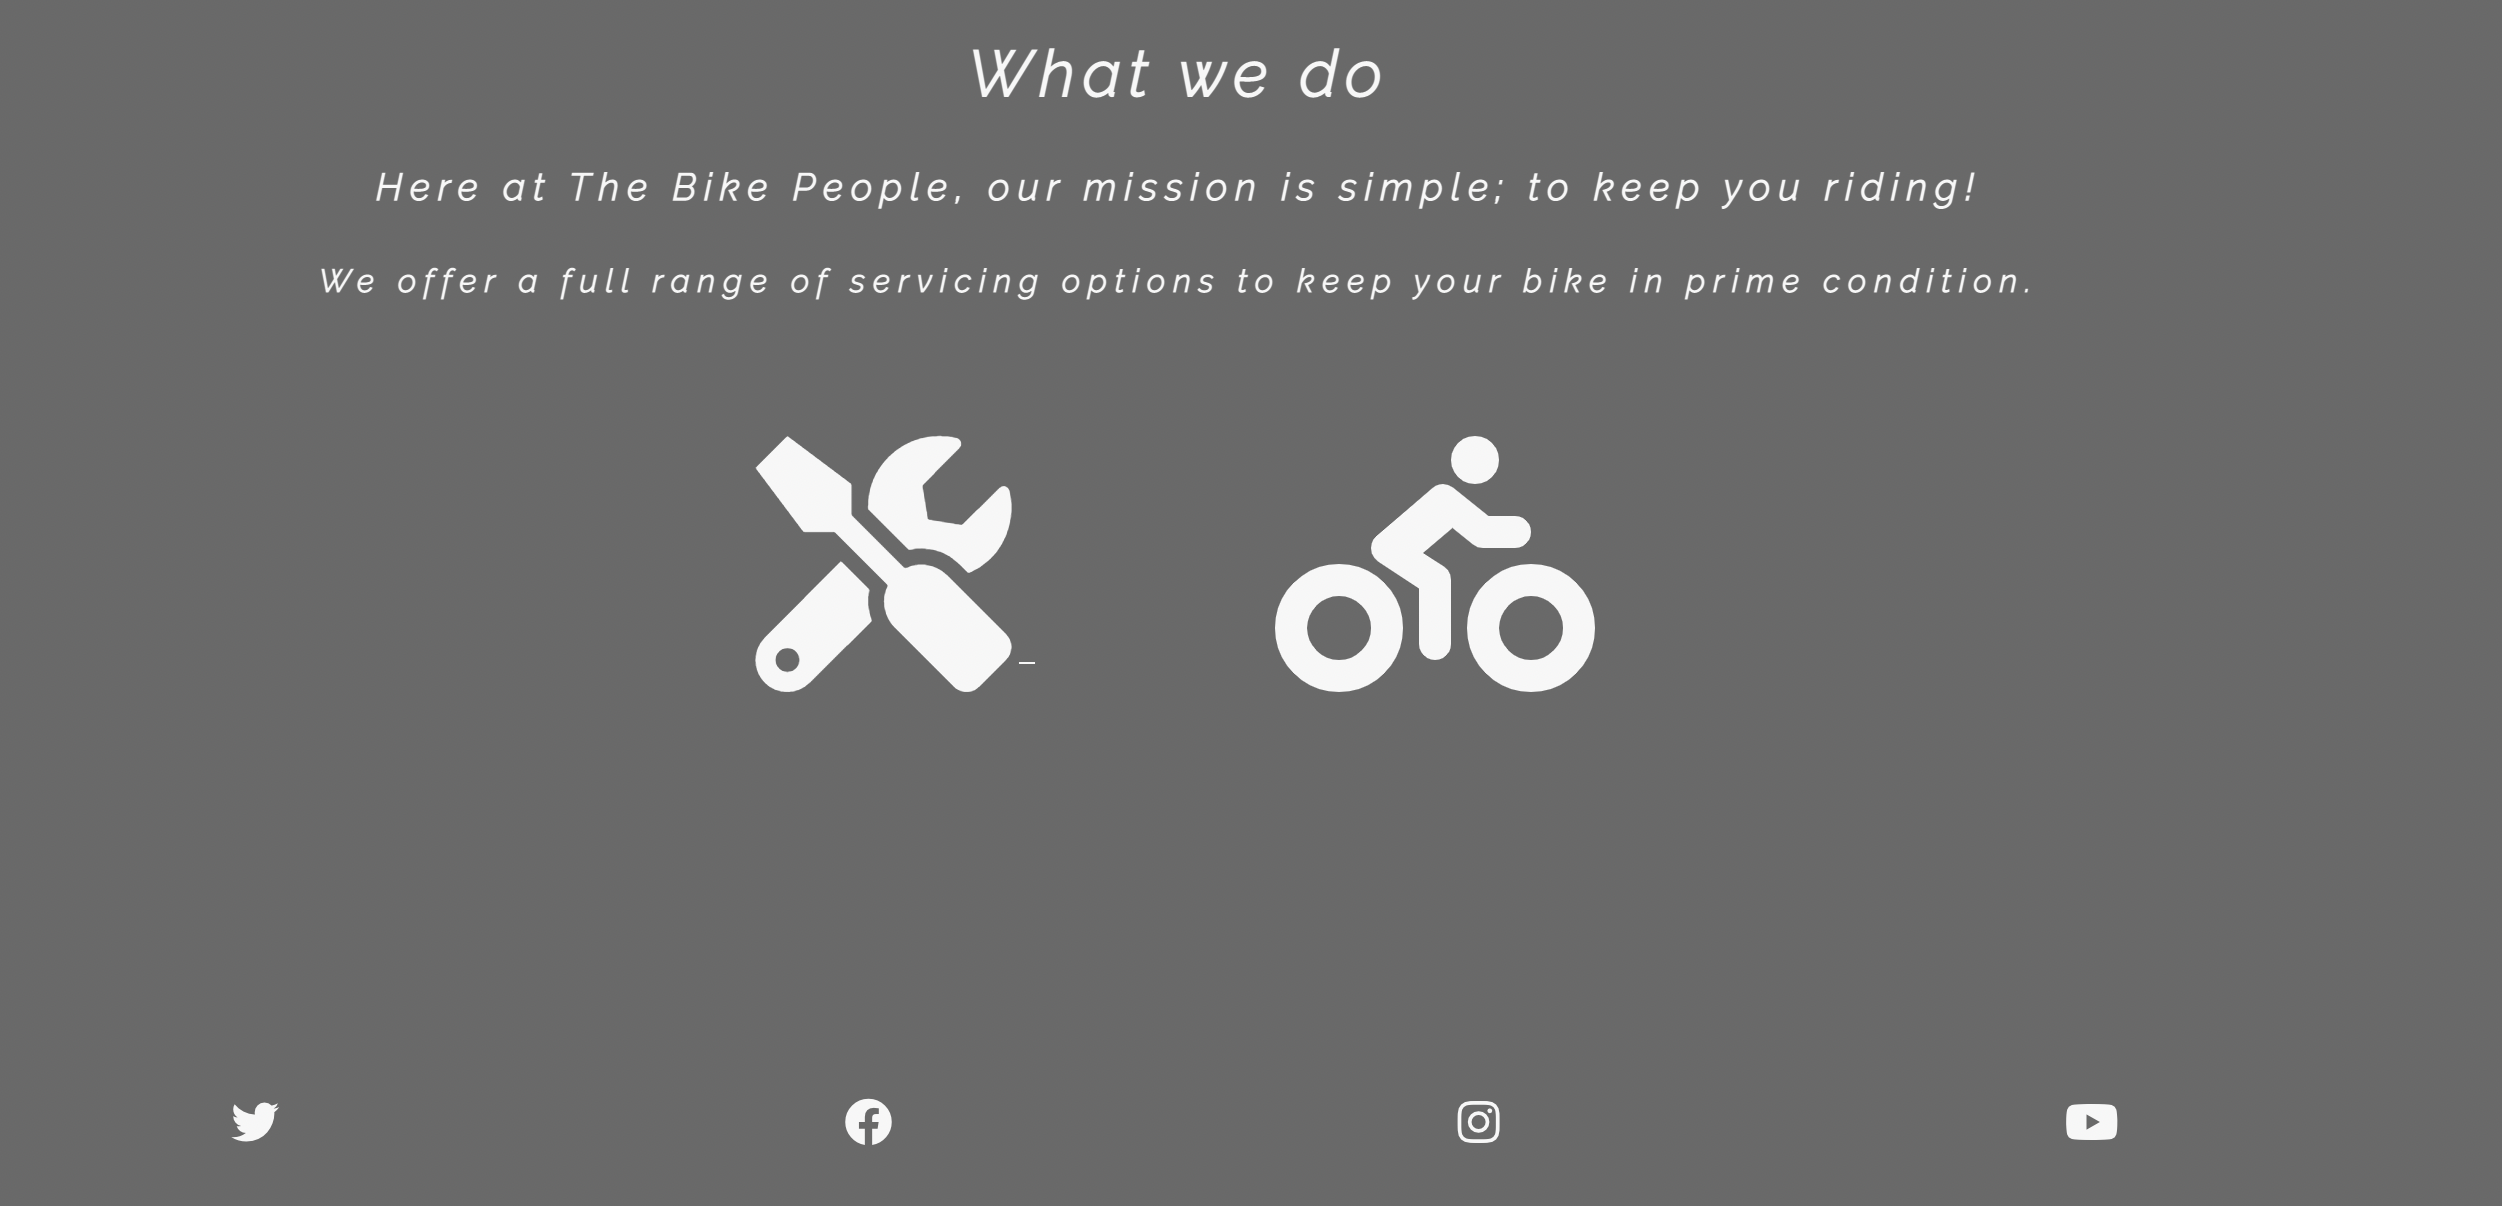 What we do
Here at The Bike People, our mission is simple; to keep you riding!
We offer a full range of servicing options to keep your bike in prime condition.